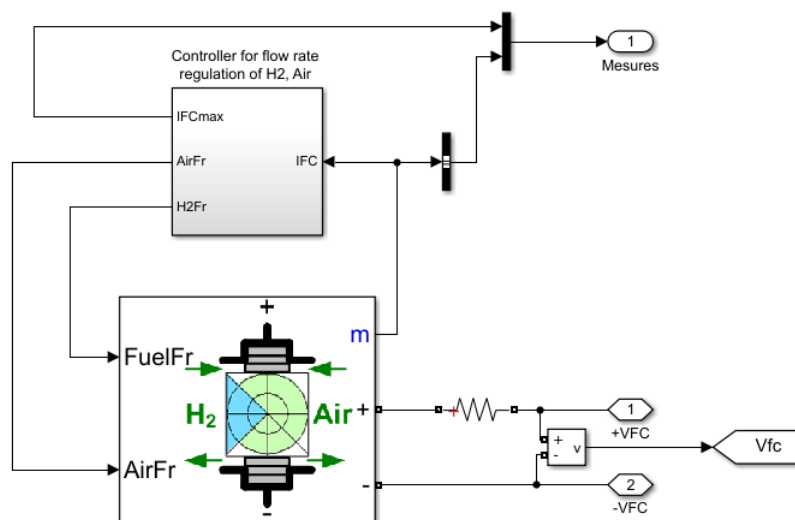 Controller for flow rate
regulation of H2, Air
1
Mesures
IFCmax
AirFr
IFC
H2Fr
+
m
FuelFr
H2
Air
+
+
1
+VFC
+
-
v
Vfc
AirFr
-
-
2
-VFC